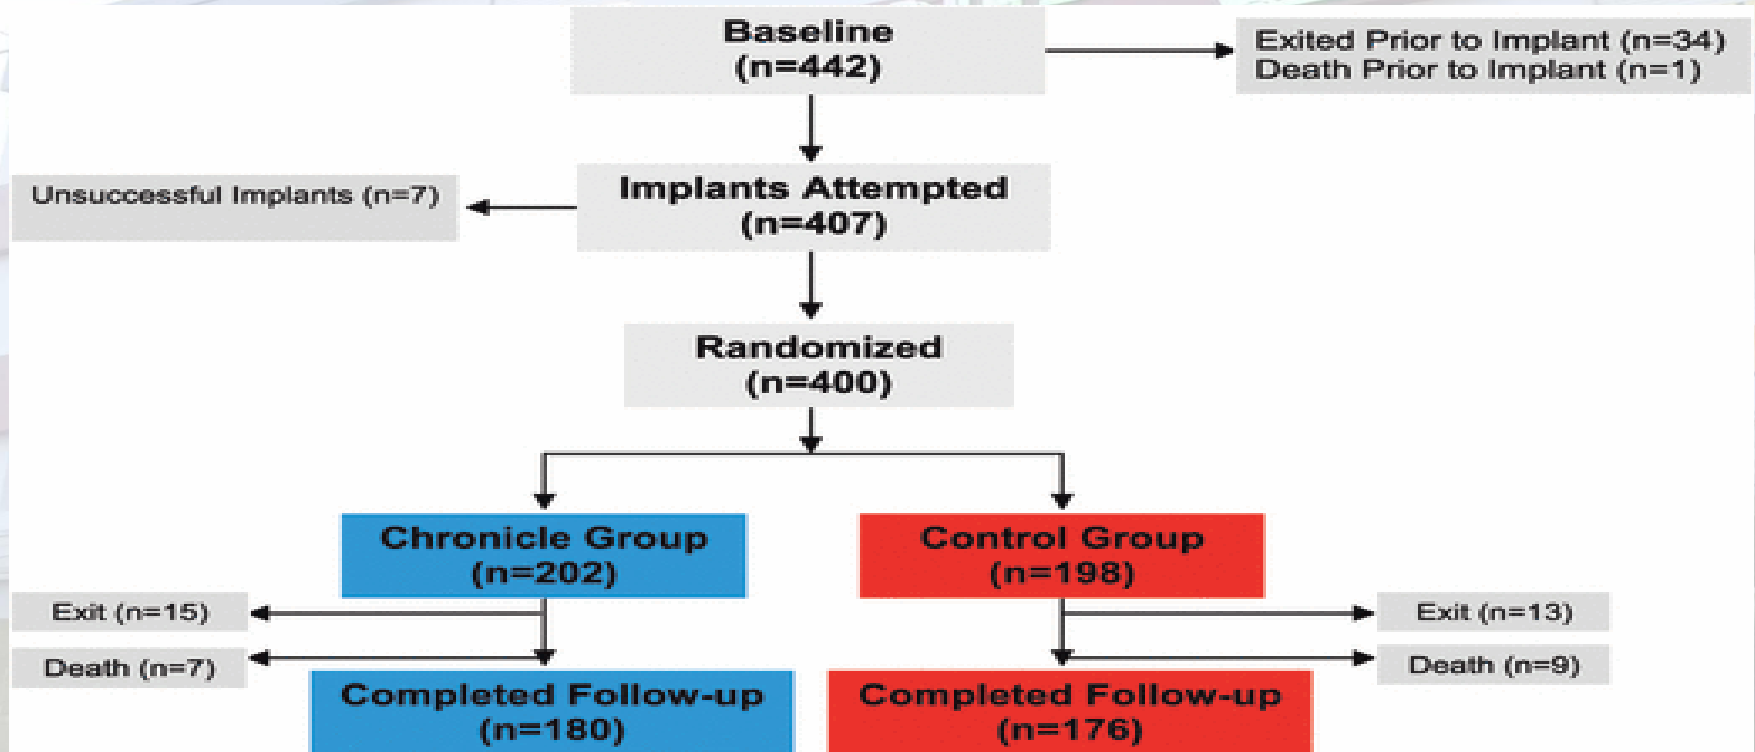 Baseline
(n=442)
Exited Prior to Implant (n=34)
Death Prior to Implant (n=1)
Implants Attempted
(n=407)
Unsuccessful Implants (n=7)
Randomized
(n=400)
Chronicle Group
(n=202)
Control Group
(n=198)
Exit (n=15)
Exit (n=13)
Death (n=7)
Death (n=9)
Completed Follow-up
(n=180)
Completed Follow-up
(n=176)